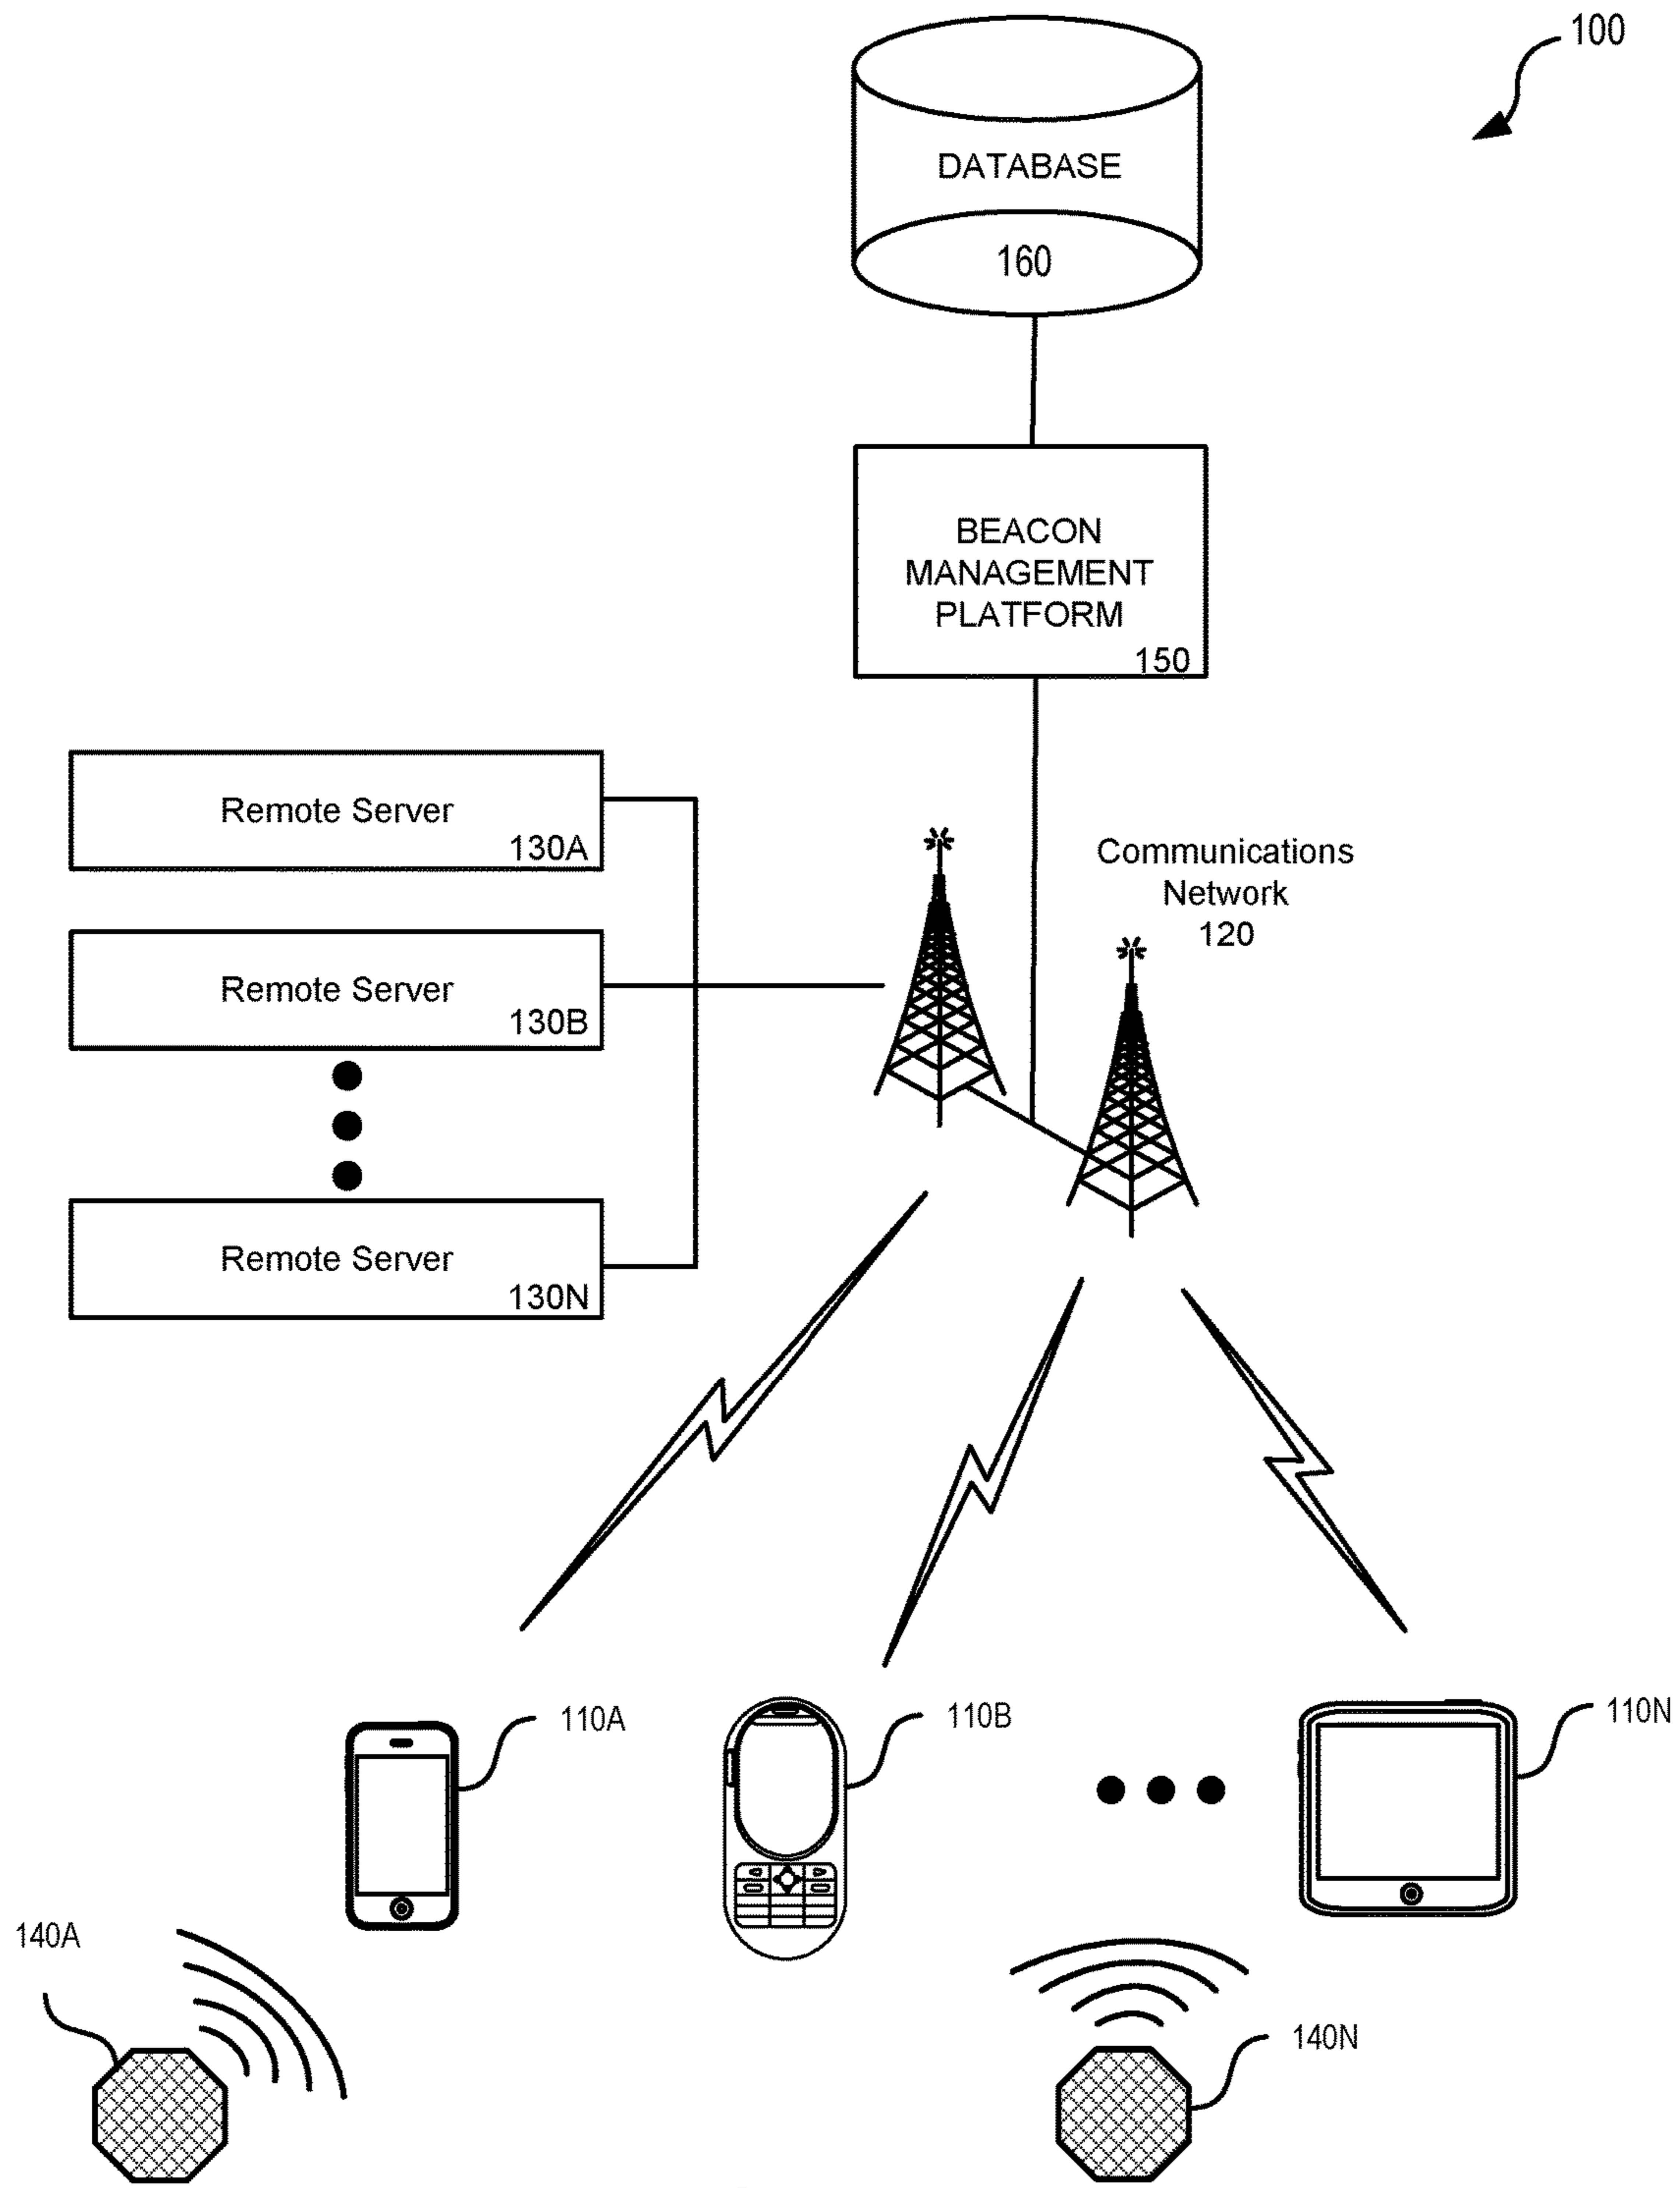 100
DATABASE
160
BEACON
MANAGEMENT
PLATFORM
150
Remote Server
130A
Communications
Network
120
Remote Server
130B
Remote Server
130N
110A
110B
110N
140A
140N